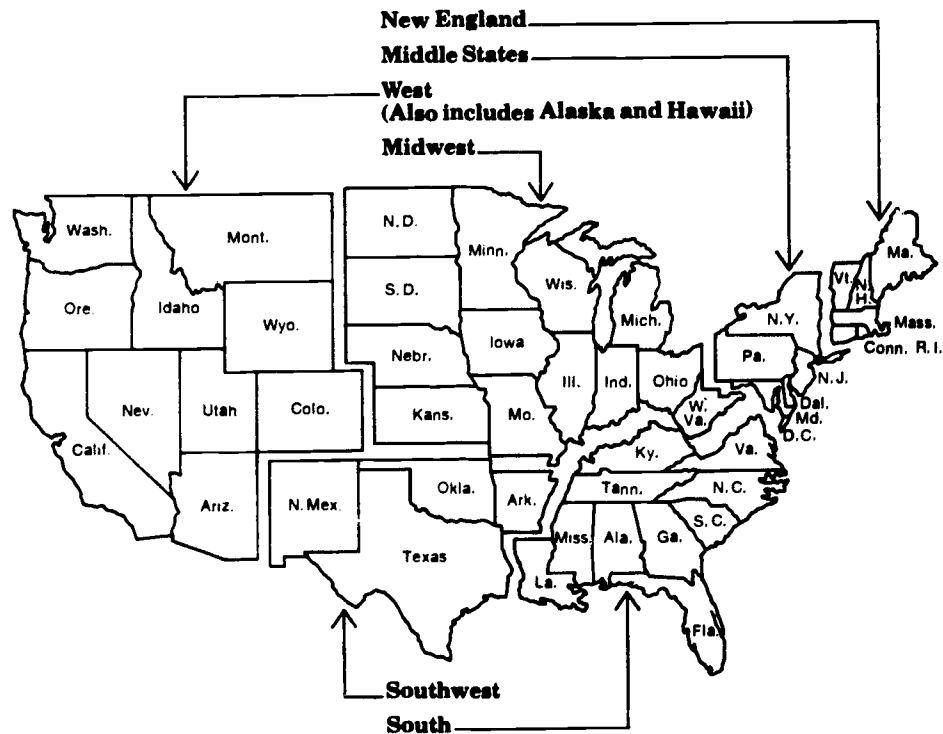 New England
Middle States
West
(Also includes Alaska and Hawaii)
Midwest
Wash.
Mont.
N.D.
Minn.
Ma.
Vt.
N.
H.
Ore.
Idaho
S.D.
Wis.
Mich.
N.Y.
Mass.
Conn. R.I.
Wyo.
Nebr.
Iowa
Pa.
N.J.
Nev.
Utah
Colo.
Kans.
Mo.
Ill.
Ind.
Ohio
W.
Va.
Dal.
Md.
D.C.
Calif.
Ky.
Va.
Ariz.
N.Mex.
Okla.
Ark.
Tann.
N.C.
S.C.
Texas
Miss.
Ala.
Ga.
La.
Fla.
Southwest
South